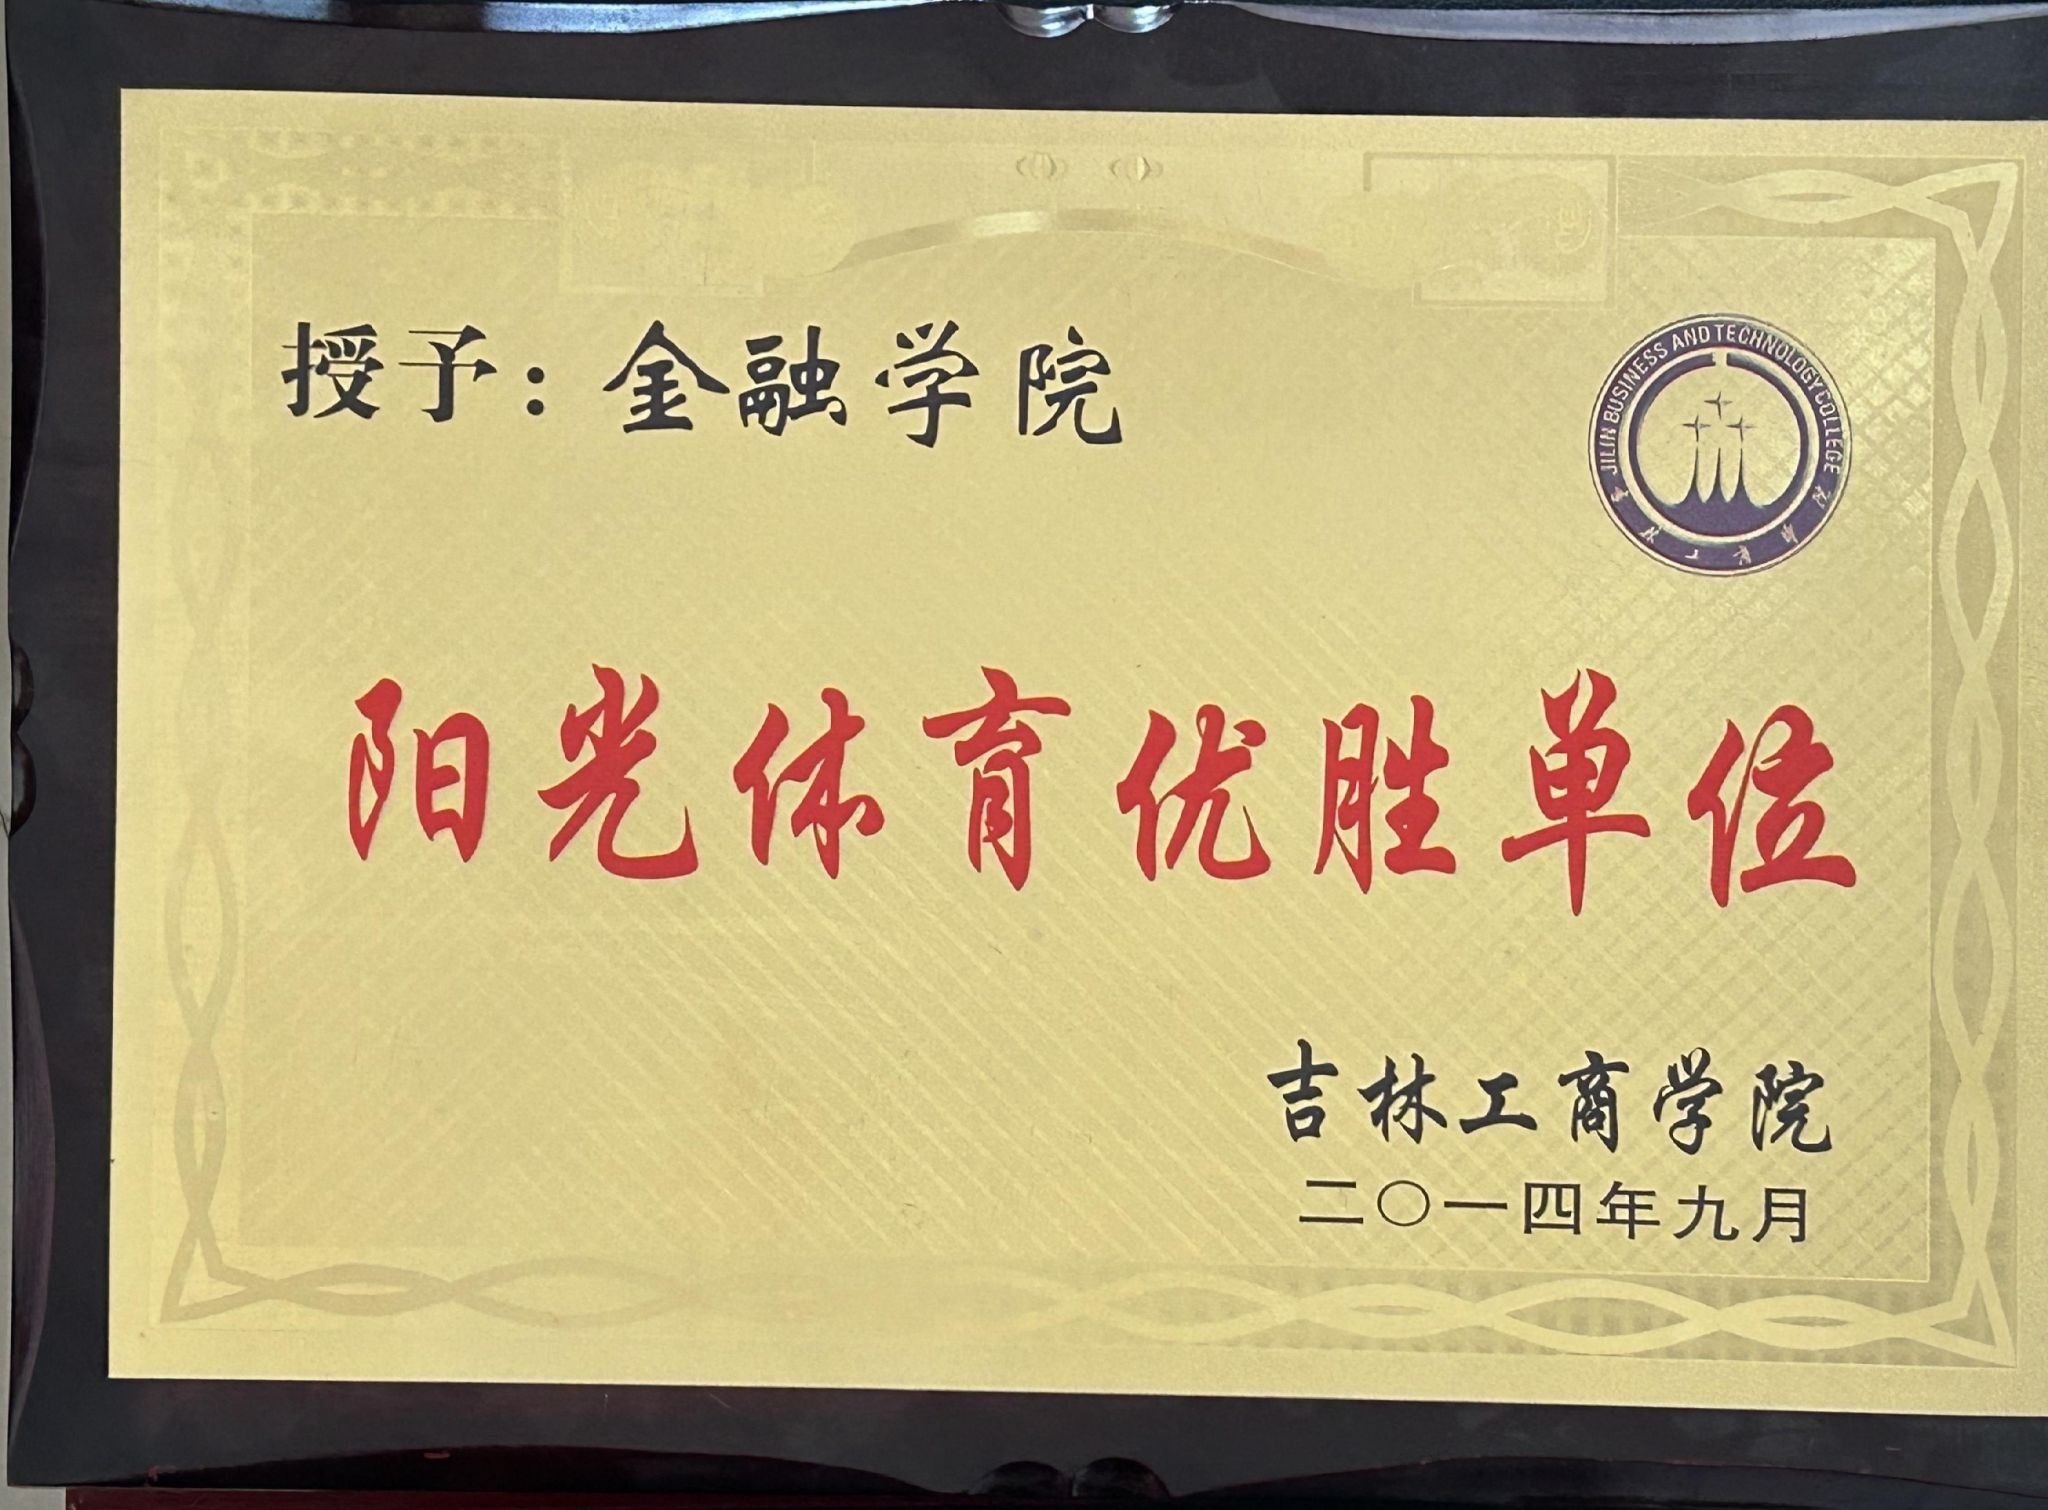 授予：金融学院
JILIN BUSINESS AND TECHNOLOGY COLLEGE
阳光体育优胜单位
吉林工商学院
二〇一四年九月